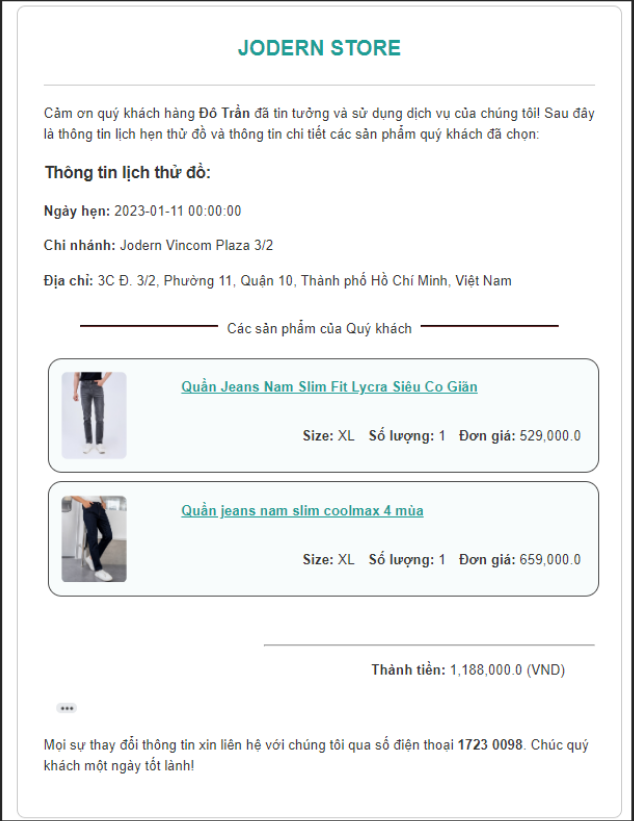 JODERN STORE
Cảm ơn quý khách hàng Đô Trần đã tin tưởng và sử dụng dịch vụ của chúng tôi! Sau đây
là thông tin lịch hẹn thử đồ và thông tin chi tiết các sản phẩm quý khách đã chọn:
Thông tin lịch thử đồ:
Ngày hẹn: 2023-01-11 00:00:00
Chi nhánh: Jodern Vincom Plaza 3/2
Địa chỉ: 3C Đ. 3/2, Phường 11, Quận 10, Thành phố Hồ Chí Minh, Việt Nam
Các sản phẩm của Quý khách
Quần Jeans Nam Slim Fit Lycra Siêu Co Giãn
Size: XL Số lượng: 1 Đơn giá: 529,000.0
Quần jeans nam slim coolmax 4 mùa
Size: XL Số lượng: 1 Đơn giá: 659,000.0
Thành tiền: 1,188,000.0 (VND)
Mọi sự thay đổi thông tin xin liên hệ với chúng tôi qua số điện thoại 1723 0098. Chúc quý
khách một ngày tốt lành!